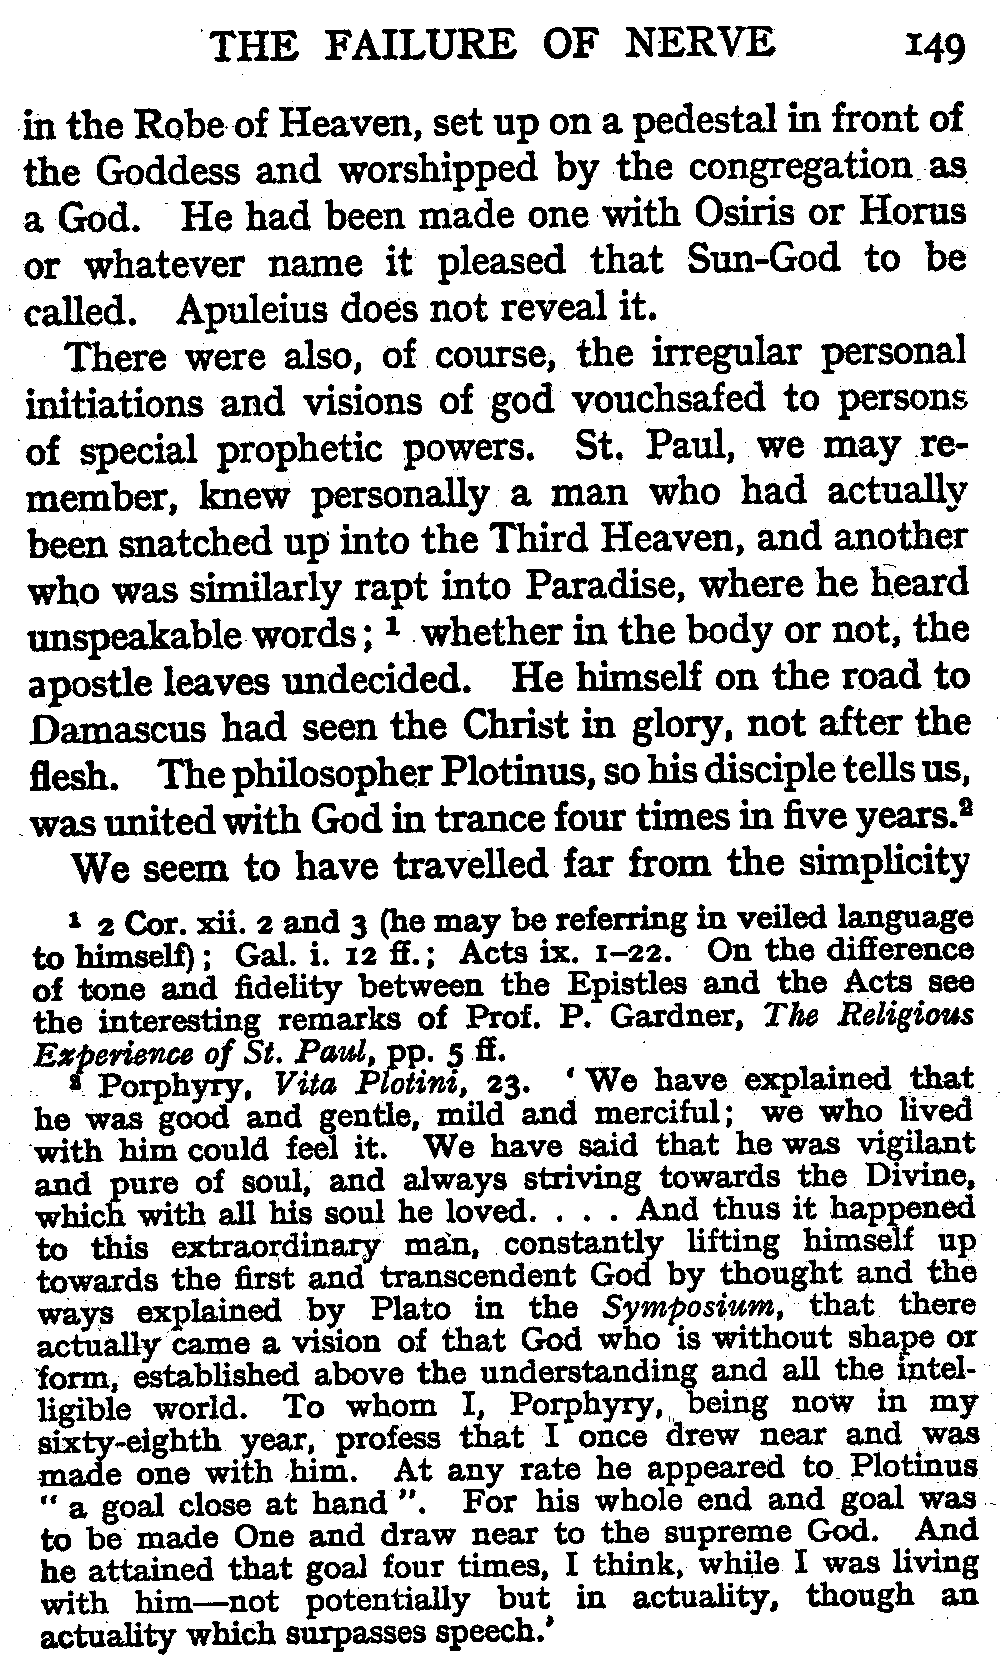 THE FAILURE OF NERVE 149
in the Robe of Heaven, set up on a pedestal in front of
the Goddess and worshipped by the congregation as
a God. He had been made one with Osiris or Horus
or whatever name it pleased that Sun-God to be
called. Apuleius does not reveal it.
There were also, of course, the irregular personal
initiations and visions of god vouchsafed to persons
of special prophetic powers. St. Paul, we may re-
member, knew personally a man who had actually
been snatched up into the Third Heaven, and another
who was similarly rapt into Paradise, where he heard
unspeakable words; ¹ whether in the body or not, the
apostle leaves undecided. He himself on the road to
Damascus had seen the Christ in glory, not after the
flesh. The philosopher Plotinus, so his disciple tells us,
was united with God in trance four times in five years.²
We seem to have travelled far from the simplicity
¹ 2 Cor. xii. 2 and 3 (he may be referring in veiled language
to himself); Gal. i. 12 ff.; Acts ix. 1–22. On the difference
of tone and fidelity between the Epistles and the Acts see
the interesting remarks of Prof. P. Gardner, The Religious
Experience of St. Paul, pp. 5 ff.
² Porphyry, Vita Plotini, 23. 'We have explained that
he was good and gentle, mild and merciful; we who lived
with him could feel it. We have said that he was vigilant
and pure of soul, and always striving towards the Divine,
which with all his soul he loved. . . . And thus it happened
to this extraordinary man, constantly lifting himself up
towards the first and transcendent God by thought and the
ways explained by Plato in the Symposium, that there
actually came a vision of that God who is without shape or
form, established above the understanding and all the intel-
ligible world. To whom I, Porphyry, being now in my
sixty-eighth year, profess that I once drew near and was
made one with him. At any rate he appeared to Plotinus
"a goal close at hand". For his whole end and goal was
to be made One and draw near to the supreme God. And
he attained that goal four times, I think, while I was living
with him—not potentially but in actuality, though an
actuality which surpasses speech.'